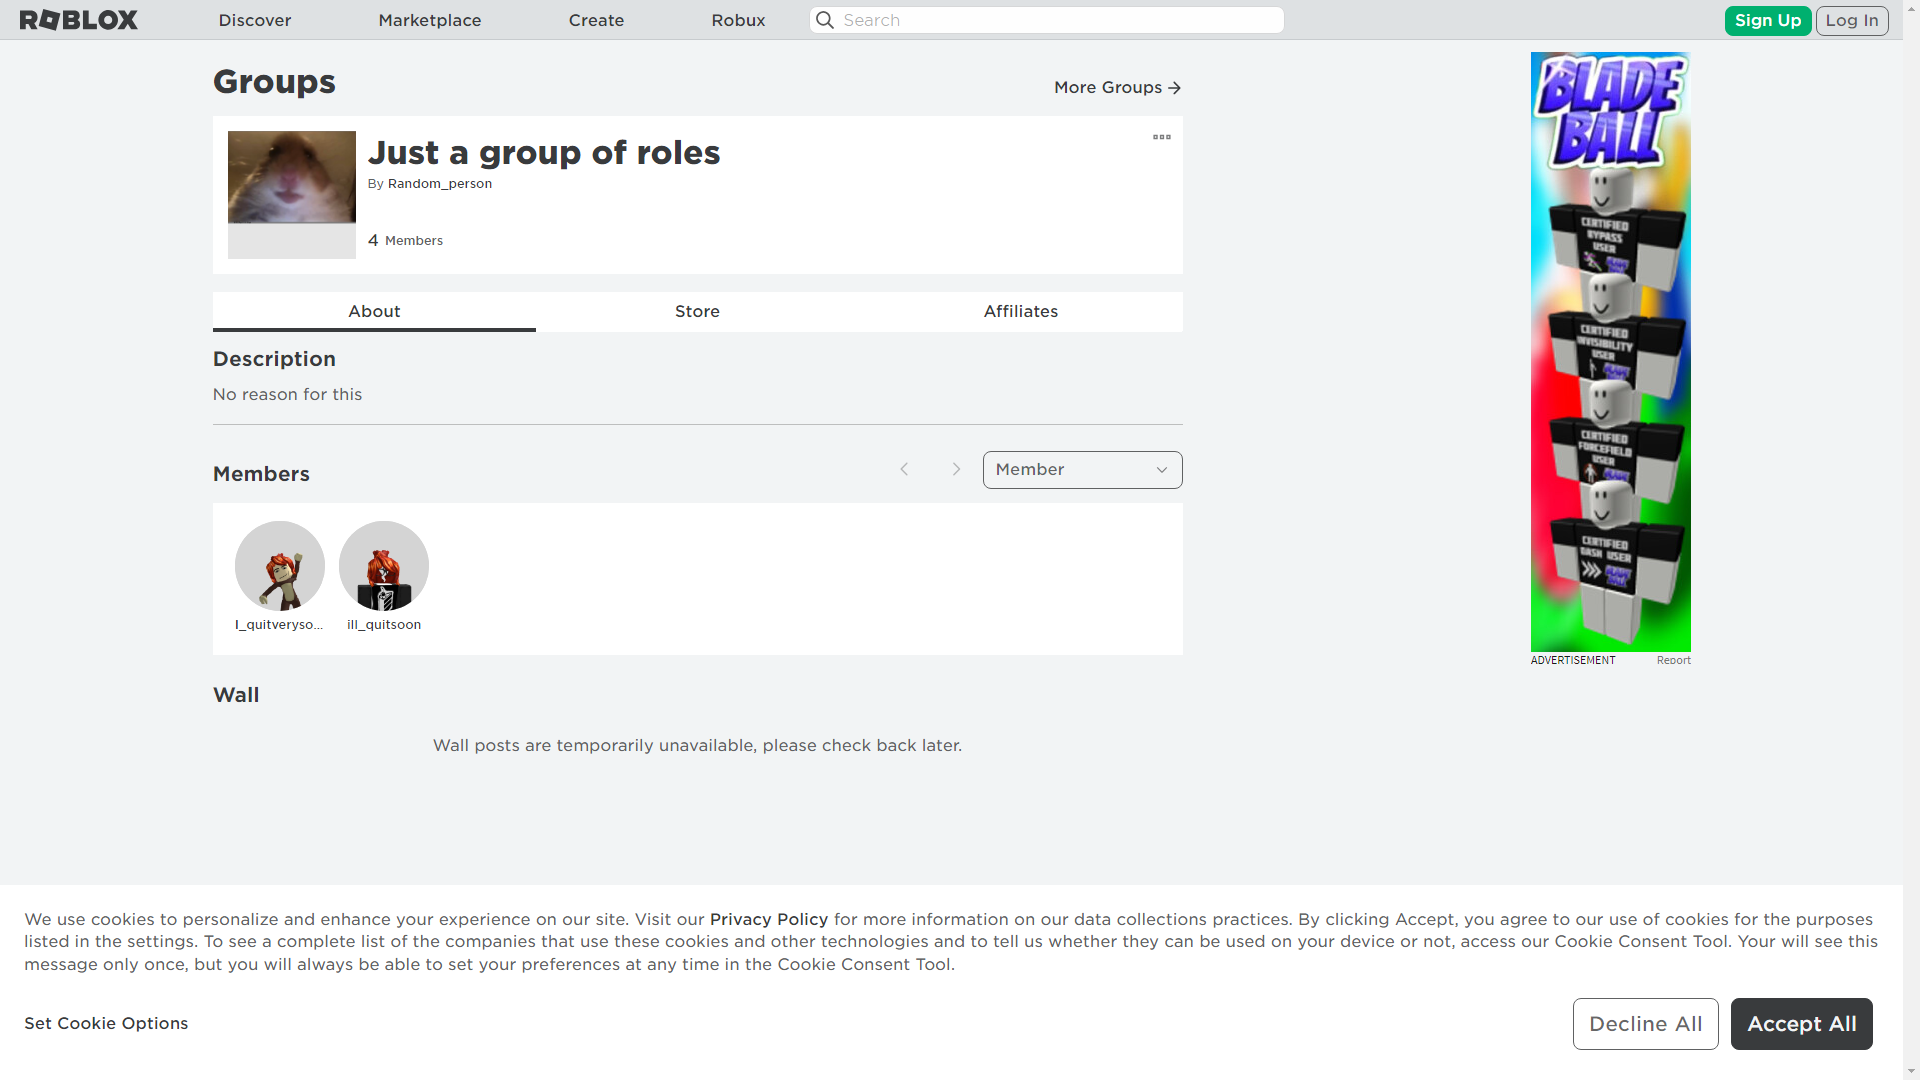 ROBLOX
Discover
Marketplace
Create
Robux
Search
Sign Up
Log In
Groups
More Groups
Just a group of roles
By Random_person
4 Members
About
Store
Affiliates
Description
No reason for this
Members
Member
I_quitveryso...
ill_quitsoon
Wall
Wall posts are temporarily unavailable, please check back later.
BLADE
BALL
CERTIFIED
BYPASS
USER
BLADE
BALL
CERTIFIED
INVISIBILITY
USER
BLADE
CERTIFIED
FORCEFIELD
USER
BLADE
CERTIFIED
DASH USER
BLADE
BALL
ADVERTISEMENT
Report
We use cookies to personalize and enhance your experience on our site. Visit our Privacy Policy for more information on our data collections practices. By clicking Accept, you agree to our use of cookies for the purposes
listed in the settings. To see a complete list of the companies that use these cookies and other technologies and to tell us whether they can be used on your device or not, access our Cookie Consent Tool. Your will see this
message only once, but you will always be able to set your preferences at any time in the Cookie Consent Tool.
Set Cookie Options
Decline All
Accept All